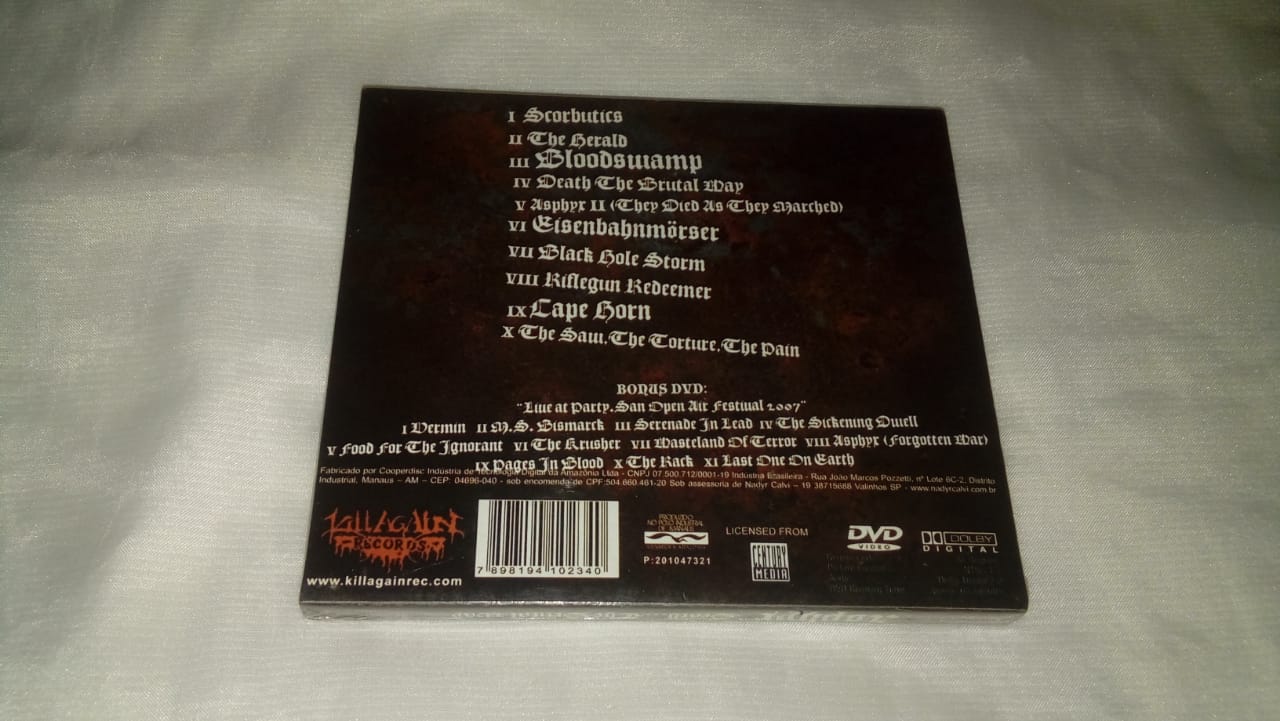 I Scorbutics
II The Herald
III Bloodswamp
IV Death The Brutal Way
V Asphyx II (They Died As They Marched)
VI Eisenbahnmörser
VII Black Hole Storm
VIII Riflegun Redeemer
IX Cape Horn
X The Saw, The Torture, The Pain
BONUS DVD:
"Live at Party.San Open Air Festival 2007"
I Vermin II M.S. Bismarck III Serenade In Lead IV The Sickening Dwell
V Food For The Ignorant VI The Krusher VII Wasteland Of Terror VIII Asphyx (Forgotten War)
IX Pages In Blood X The Rack XI Last One On Earth
Fabricado por Cooperdisc Indústria de Tecnologia Digital da Amazônia Ltda - CNPJ 07.500.712/0001-19 Indústria Brasileira - Rua João Marcos Pozzetti, nº Lote 6C-2, Distrito
Industrial, Manaus - AM - CEP: 04696-040 - sob encomenda de CPF:504.660.461-20 Sob assessoria de Nadyr Calvi - 19 38715688 Valinhos SP - www.nadyrcalvi.com.br
KILL AGAIN
RECORDS
www.killagainrec.com
7 898194 102340
PRODUZIDO
NO POLO INDUSTRIAL
DE MANAUS
P:201047321
LICENSED FROM
CENTURY
MEDIA
DVD
VIDEO
DOLBY
DIGITAL